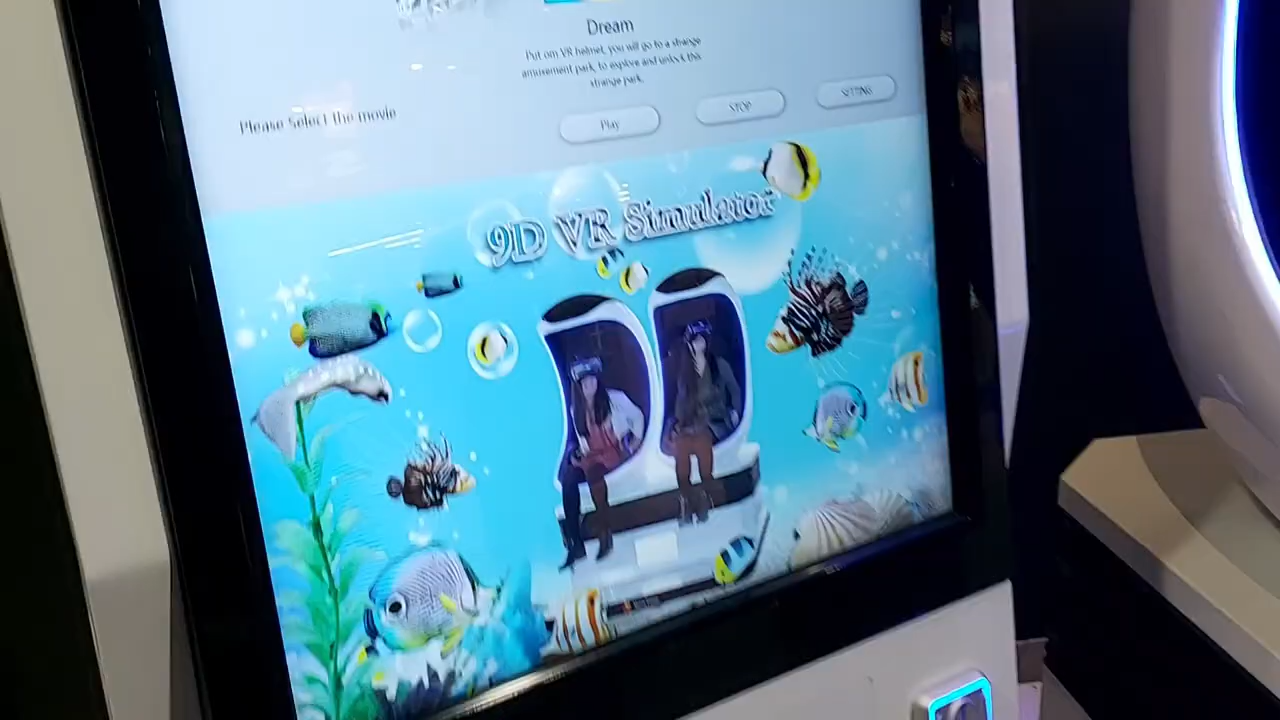 Dream
Put om VR helmet, you will go to a strange
amusement park, to explore and unlock this
strange park.
Please Select the movie
Play
STOP
SETTING
9D VR Simulator